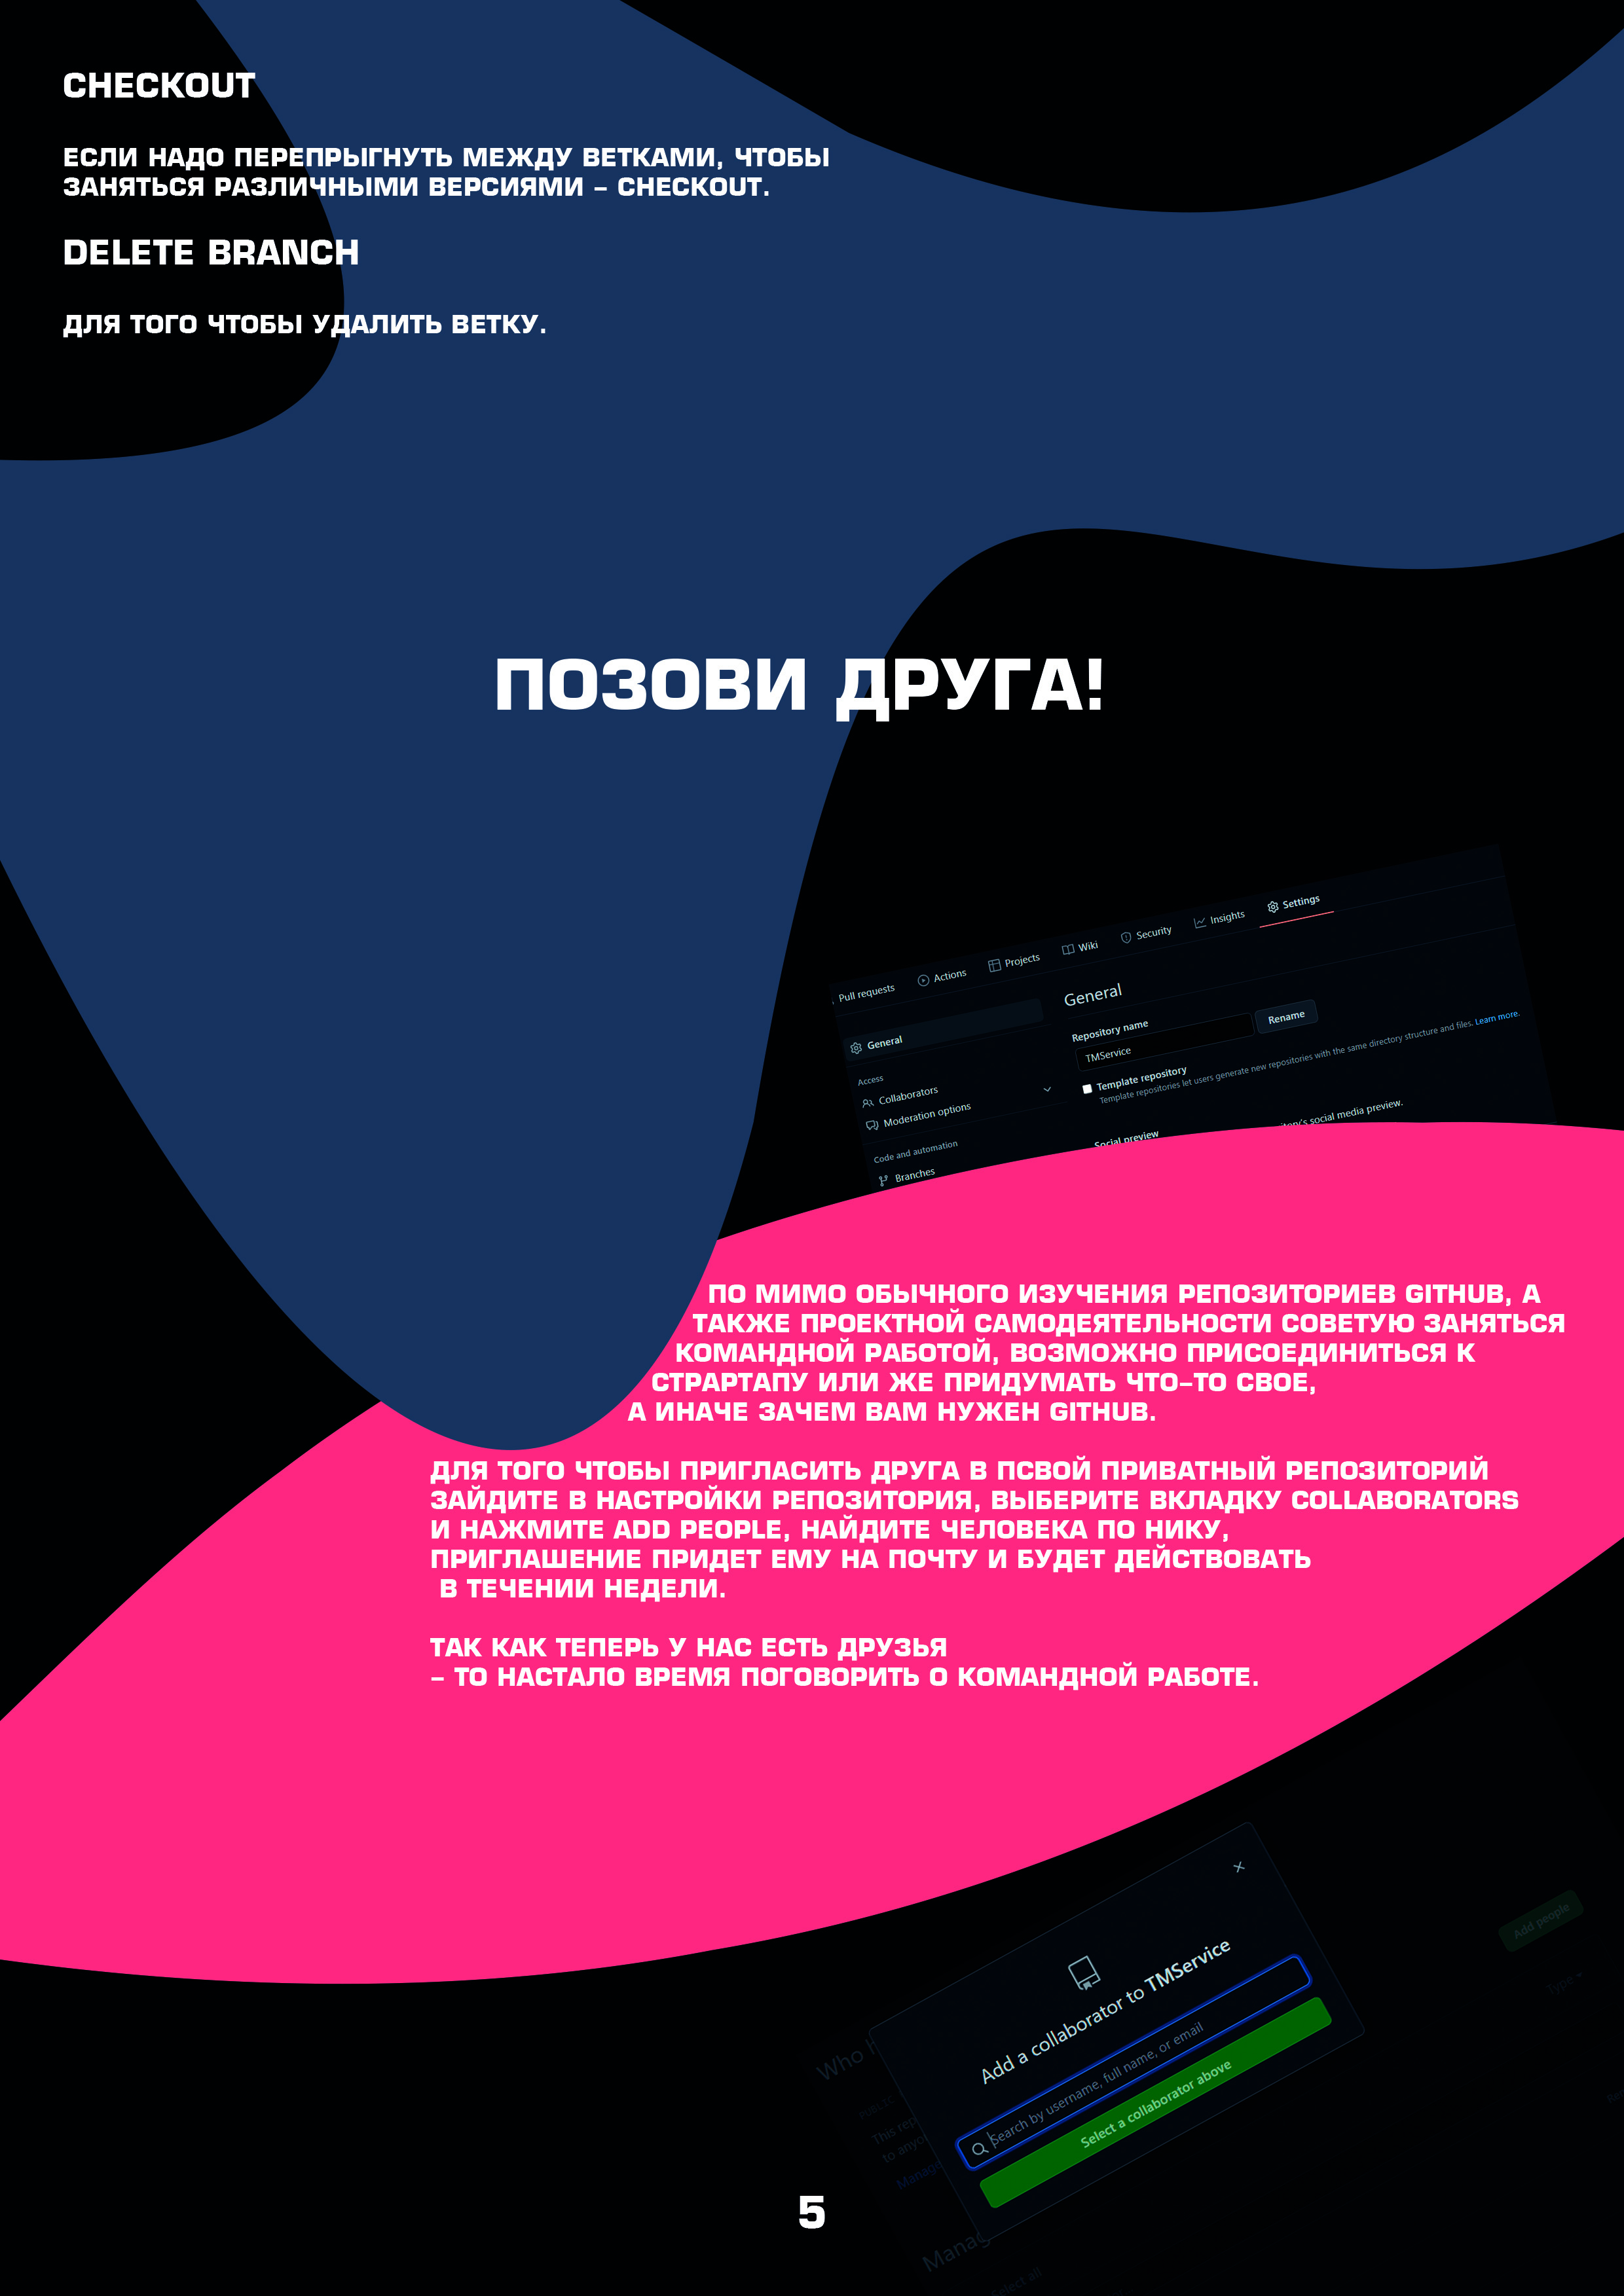 CHECKOUT
ЕСЛИ НАДО ПЕРЕПРЫГНУТЬ МЕЖДУ ВЕТКАМИ, ЧТОБЫ
ЗАНЯТЬСЯ РАЗЛИЧНЫМИ ВЕРСИЯМИ – CHECKOUT.
DELETE BRANCH
ДЛЯ ТОГО ЧТОБЫ УДАЛИТЬ ВЕТКУ.
ПОЗОВИ ДРУГА!
Pull requests Actions Projects Wiki Security Insights Settings
General
Access
Collaborators
Moderation options
Code and automation
Branches
General
Repository name
TMService Rename
Template repository
Template repositories let users generate new repositories with the same directory structure and files. Learn more.
Social preview
social media preview.
ПО МИМО ОБЫЧНОГО ИЗУЧЕНИЯ РЕПОЗИТОРИЕВ GITHUB, А
ТАКЖЕ ПРОЕКТНОЙ САМОДЕЯТЕЛЬНОСТИ СОВЕТУЮ ЗАНЯТЬСЯ
КОМАНДНОЙ РАБОТОЙ, ВОЗМОЖНО ПРИСОЕДИНИТЬСЯ К
СТРАРТАПУ ИЛИ ЖЕ ПРИДУМАТЬ ЧТО–ТО СВОЕ,
А ИНАЧЕ ЗАЧЕМ ВАМ НУЖЕН GITHUB.
ДЛЯ ТОГО ЧТОБЫ ПРИГЛАСИТЬ ДРУГА В ПСВОЙ ПРИВАТНЫЙ РЕПОЗИТОРИЙ
ЗАЙДИТЕ В НАСТРОЙКИ РЕПОЗИТОРИЯ, ВЫБЕРИТЕ ВКЛАДКУ COLLABORATORS
И НАЖМИТЕ ADD PEOPLE, НАЙДИТЕ ЧЕЛОВЕКА ПО НИКУ,
ПРИГЛАШЕНИЕ ПРИДЕТ ЕМУ НА ПОЧТУ И БУДЕТ ДЕЙСТВОВАТЬ
В ТЕЧЕНИИ НЕДЕЛИ.
ТАК КАК ТЕПЕРЬ У НАС ЕСТЬ ДРУЗЬЯ
– ТО НАСТАЛО ВРЕМЯ ПОГОВОРИТЬ О КОМАНДНОЙ РАБОТЕ.
Add people
Type
Who
Add a collaborator to TMService
Search by username, full name, or email
Select a collaborator above
PUBLIC
This
to
Select all
5